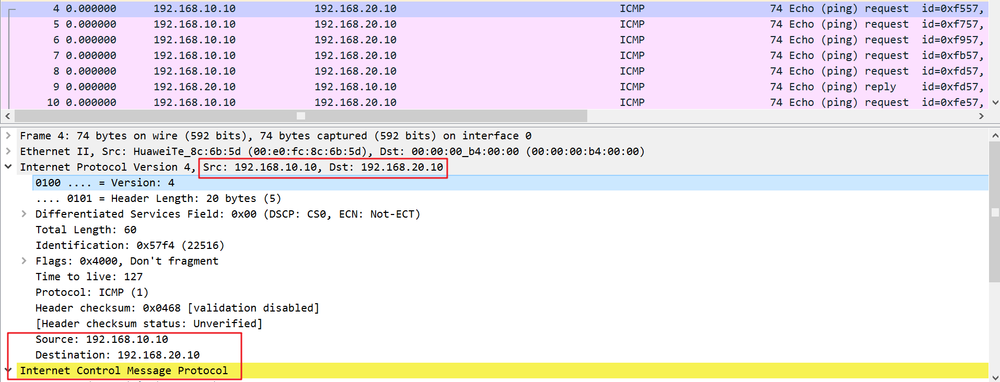 4 0.000000 192.168.10.10 192.168.20.10 ICMP 74 Echo (ping) request id=0xf557,
5 0.000000 192.168.10.10 192.168.20.10 ICMP 74 Echo (ping) request id=0xf757,
6 0.000000 192.168.10.10 192.168.20.10 ICMP 74 Echo (ping) request id=0xf957,
7 0.000000 192.168.10.10 192.168.20.10 ICMP 74 Echo (ping) request id=0xfb57,
8 0.000000 192.168.10.10 192.168.20.10 ICMP 74 Echo (ping) request id=0xfd57,
9 0.000000 192.168.20.10 192.168.10.10 ICMP 74 Echo (ping) reply id=0xfd57,
10 0.000000 192.168.10.10 192.168.20.10 ICMP 74 Echo (ping) request id=0xfe57,
Frame 4: 74 bytes on wire (592 bits), 74 bytes captured (592 bits) on interface 0
Ethernet II, Src: HuaweiTe_8c:6b:5d (00:e0:fc:8c:6b:5d), Dst: 00:00:00_b4:00:00 (00:00:00:b4:00:00)
Internet Protocol Version 4, Src: 192.168.10.10, Dst: 192.168.20.10
0100 .... = Version: 4
.... 0101 = Header Length: 20 bytes (5)
Differentiated Services Field: 0x00 (DSCP: CS0, ECN: Not-ECT)
Total Length: 60
Identification: 0x57f4 (22516)
Flags: 0x4000, Don't fragment
Time to live: 127
Protocol: ICMP (1)
Header checksum: 0x0468 [validation disabled]
[Header checksum status: Unverified]
Source: 192.168.10.10
Destination: 192.168.20.10
Internet Control Message Protocol